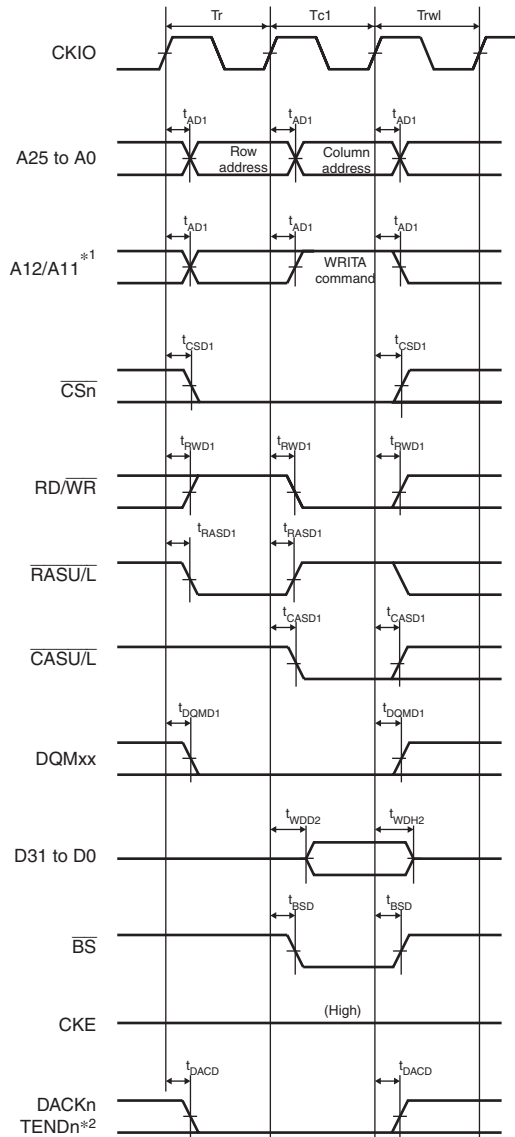 Tr Tc1 Trwl
CKIO
tAD1 tAD1 tAD1
A25 to A0
Row address
Column address
tAD1 tAD1 tAD1
A12/A11*1
WRITA command
tCSD1 tCSD1
CSn
tRWD1 tRWD1 tRWD1
RD/WR
tRASD1 tRASD1
RASU/L
tCASD1 tCASD1
CASU/L
tDQMD1 tDQMD1
DQMxx
tWDD2 tWDH2
D31 to D0
tBSD tBSD
BS
(High)
CKE
tDACD tDACD
DACKn
TENDn*2